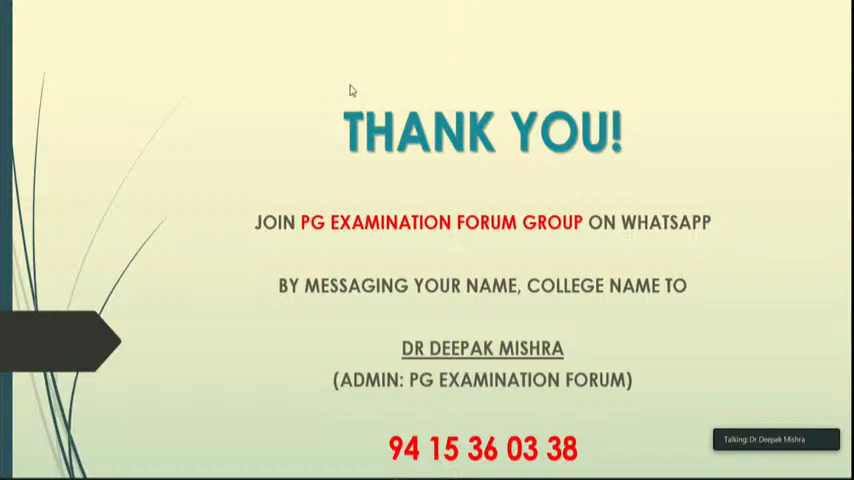 THANK YOU!
JOIN PG EXAMINATION FORUM GROUP ON WHATSAPP
BY MESSAGING YOUR NAME, COLLEGE NAME TO
DR DEEPAK MISHRA
(ADMIN: PG EXAMINATION FORUM)
94 15 36 03 38
Talking: Dr Deepak Mishra